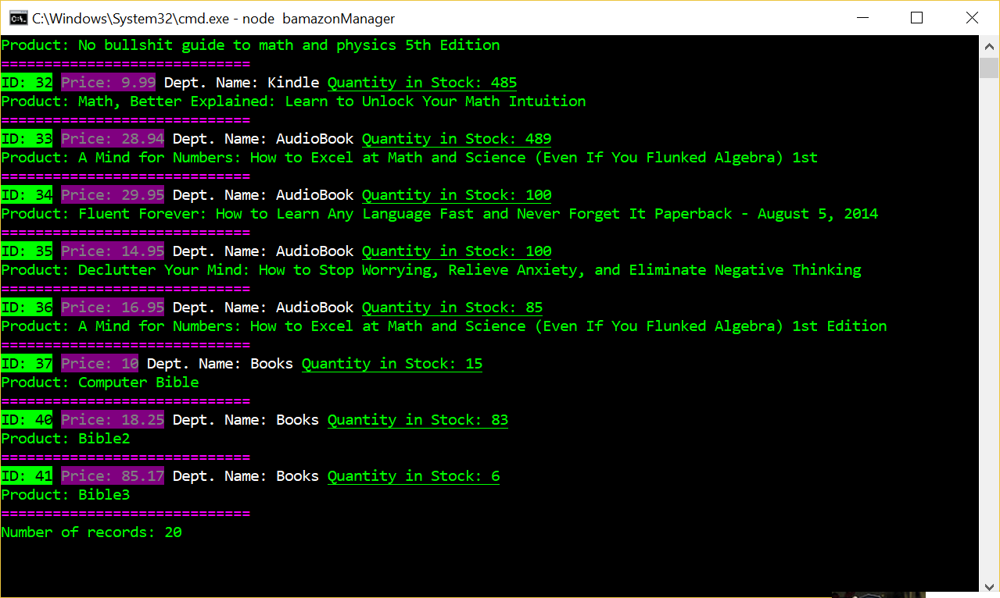 C:\Windows\System32\cmd.exe - node  bamazonManager
Product: No bullshit guide to math and physics 5th Edition
=============================
ID: 32 Price: 9.99 Dept. Name: Kindle Quantity in Stock: 485
Product: Math, Better Explained: Learn to Unlock Your Math Intuition
=============================
ID: 33 Price: 28.94 Dept. Name: AudioBook Quantity in Stock: 489
Product: A Mind for Numbers: How to Excel at Math and Science (Even If You Flunked Algebra) 1st
=============================
ID: 34 Price: 29.95 Dept. Name: AudioBook Quantity in Stock: 100
Product: Fluent Forever: How to Learn Any Language Fast and Never Forget It Paperback - August 5, 2014
=============================
ID: 35 Price: 14.95 Dept. Name: AudioBook Quantity in Stock: 100
Product: Declutter Your Mind: How to Stop Worrying, Relieve Anxiety, and Eliminate Negative Thinking
=============================
ID: 36 Price: 16.95 Dept. Name: AudioBook Quantity in Stock: 85
Product: A Mind for Numbers: How to Excel at Math and Science (Even If You Flunked Algebra) 1st Edition
=============================
ID: 37 Price: 10 Dept. Name: Books Quantity in Stock: 15
Product: Computer Bible
=============================
ID: 40 Price: 18.25 Dept. Name: Books Quantity in Stock: 83
Product: Bible2
=============================
ID: 41 Price: 85.17 Dept. Name: Books Quantity in Stock: 6
Product: Bible3
=============================
Number of records: 20